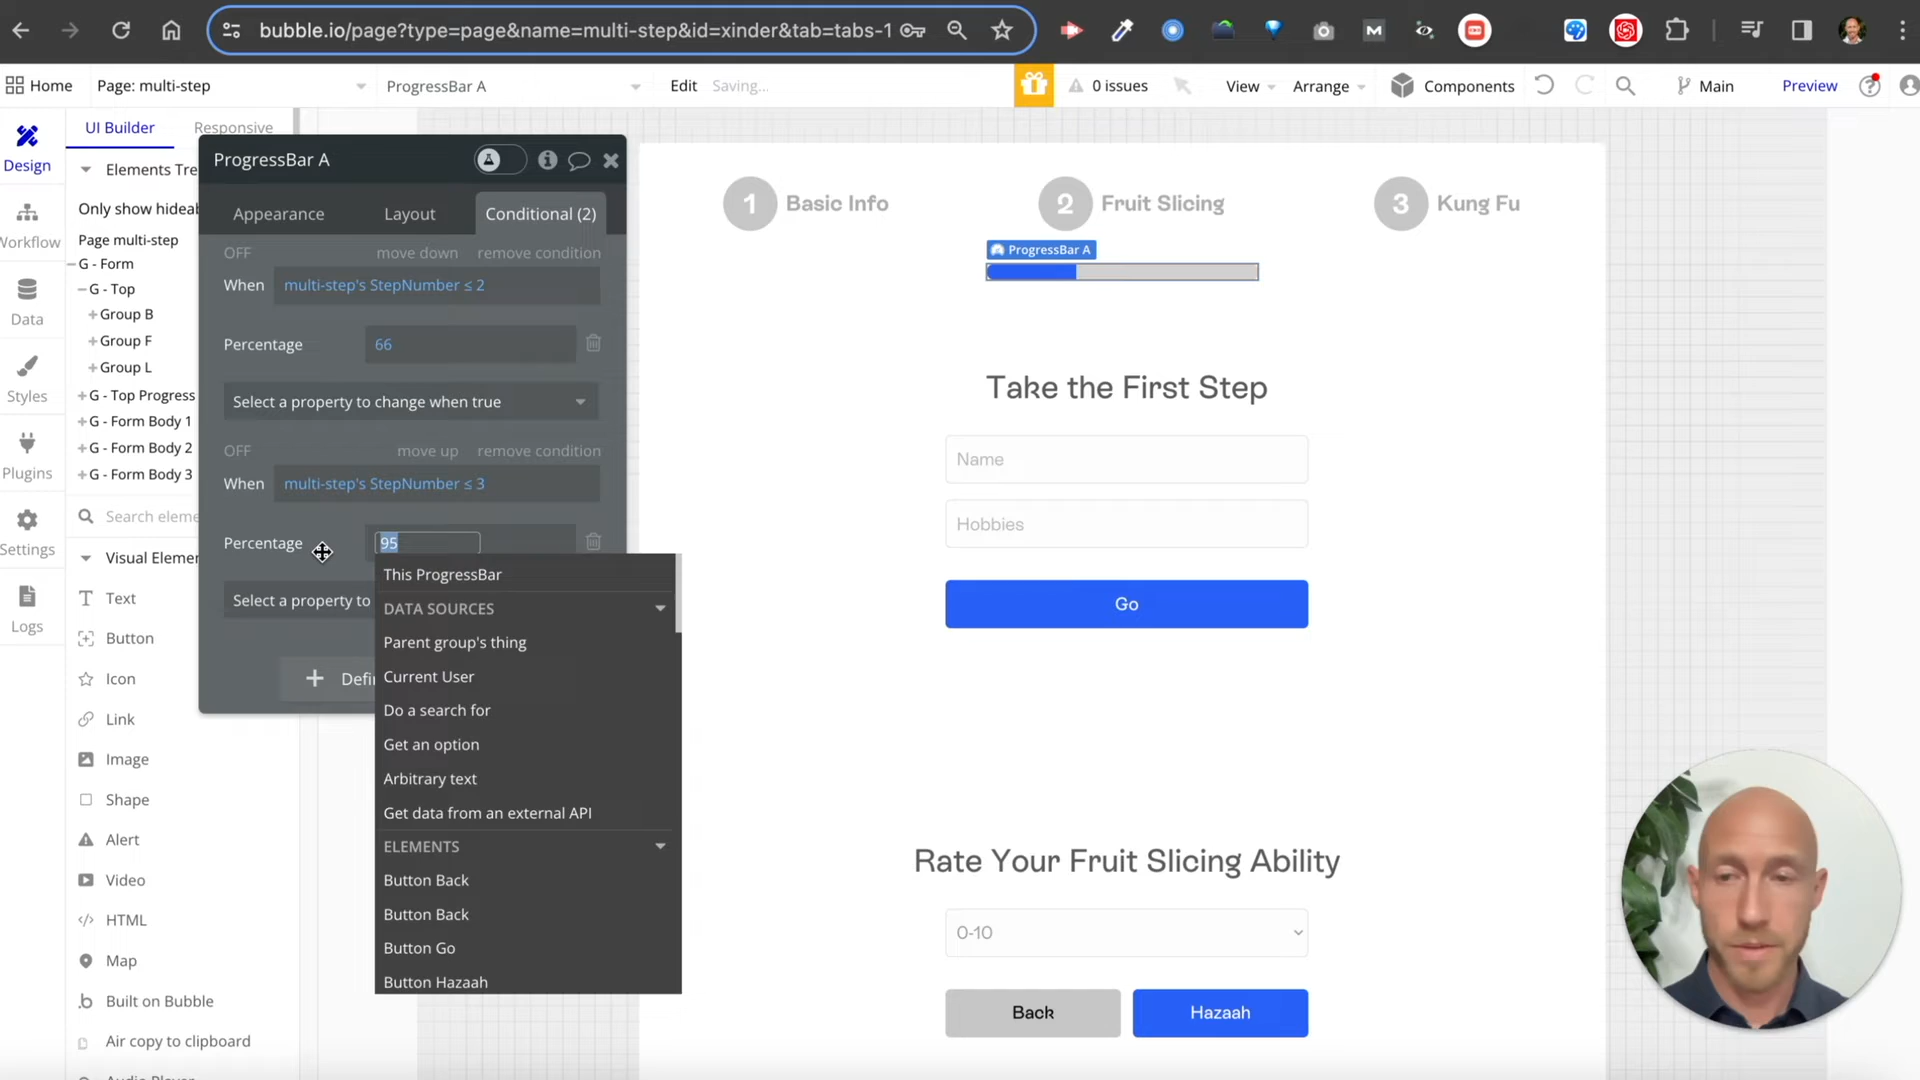 bubble.io/page?type=page&name=multi-step&id=xinder&tab=tabs-1
Home
Page: multi-step
ProgressBar A
Edit
Saving...
0 issues
View
Arrange
Components
Main
Preview
UI Builder
Responsive
Design
Workflow
Data
Styles
Plugins
Settings
Logs
Elements Tre
Only show hideab
Page multi-step
G - Form
G - Top
Group B
Group F
Group L
G - Top Progress
G - Form Body 1
G - Form Body 2
G - Form Body 3
Search eleme
Visual Elemen
Text
Button
Icon
Link
Image
Shape
Alert
Video
HTML
Map
Built on Bubble
Air copy to clipboard
ProgressBar A
Appearance
Layout
Conditional (2)
OFF
move down
remove condition
When
multi-step's StepNumber ≤ 2
Percentage
66
Select a property to change when true
OFF
move up
remove condition
When
multi-step's StepNumber ≤ 3
Percentage
95
Select a property to
Defi
This ProgressBar
DATA SOURCES
Parent group's thing
Current User
Do a search for
Get an option
Arbitrary text
Get data from an external API
ELEMENTS
Button Back
Button Back
Button Go
Button Hazaah
1 Basic Info
2 Fruit Slicing
3 Kung Fu
ProgressBar A
Take the First Step
Name
Hobbies
Go
Rate Your Fruit Slicing Ability
0-10
Back
Hazaah